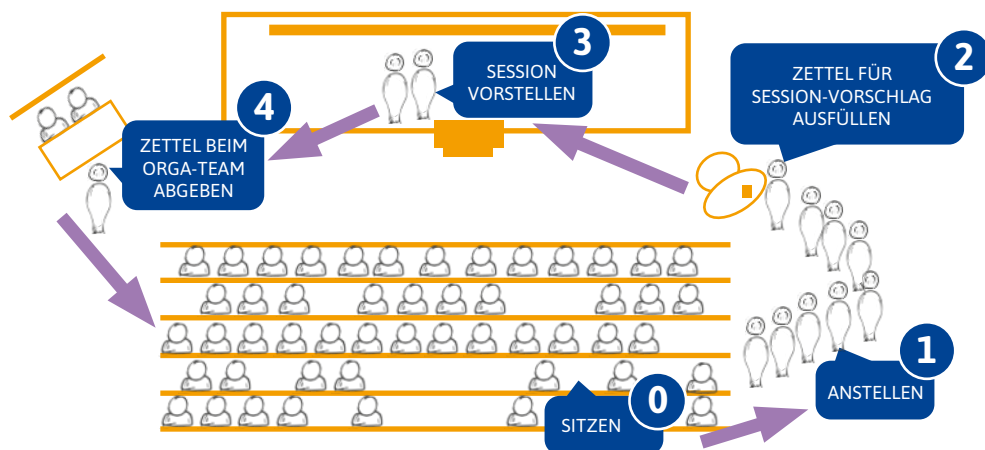 0
SITZEN
1
ANSTELLEN
2
ZETTEL FÜR
SESSION-VORSCHLAG
AUSFÜLLEN
3
SESSION
VORSTELLEN
4
ZETTEL BEIM
ORGA-TEAM
ABGEBEN